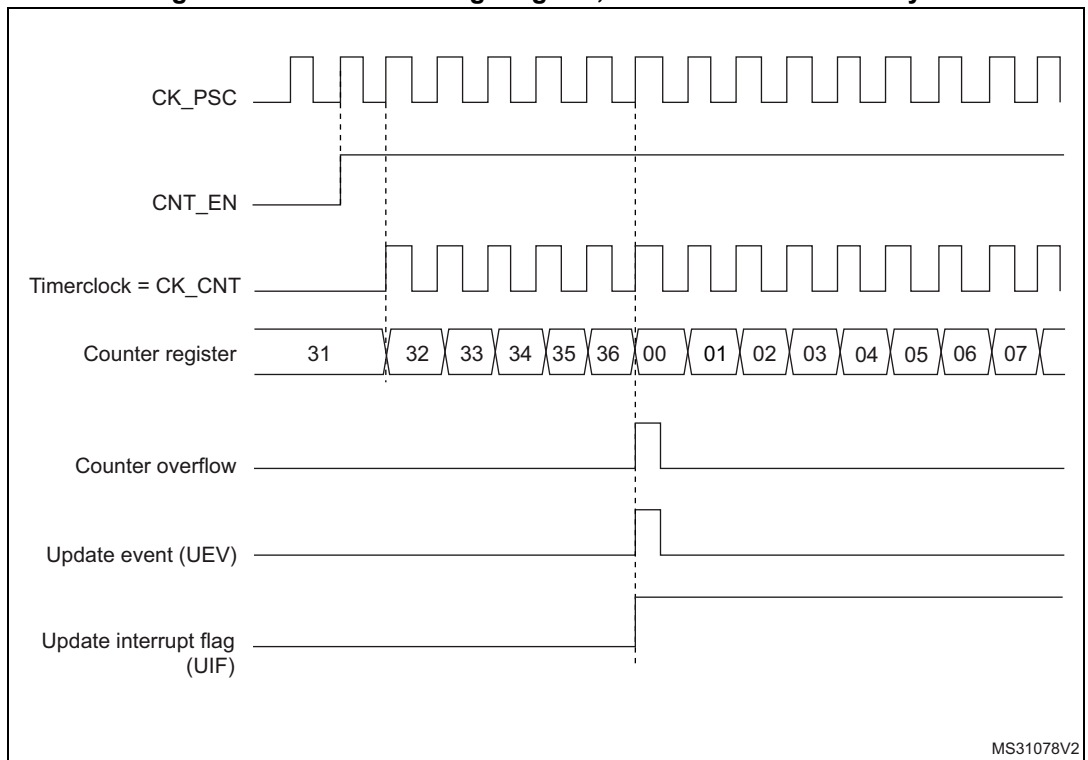 CK_PSC
CNT_EN
Timerclock = CK_CNT
Counter register 31 32 33 34 35 36 00 01 02 03 04 05 06 07
Counter overflow
Update event (UEV)
Update interrupt flag
(UIF)
MS31078V2